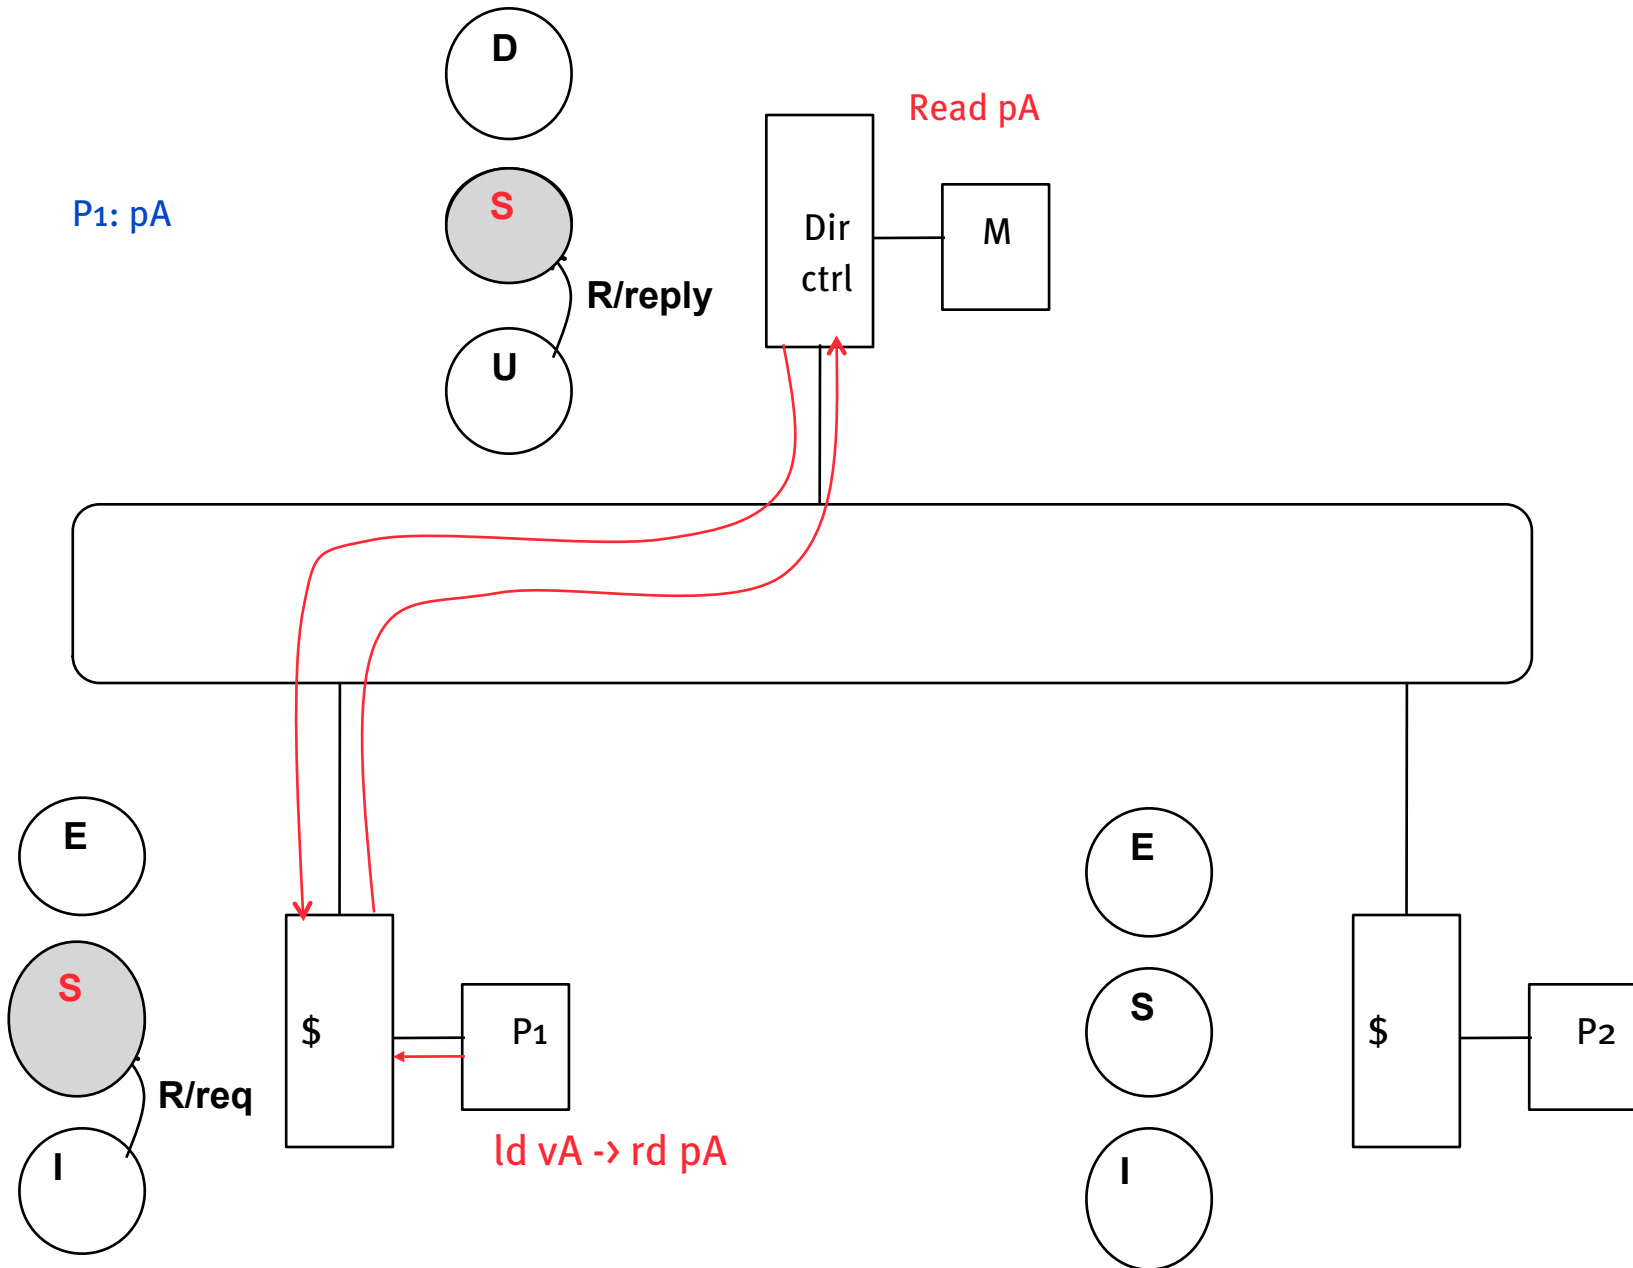 D
Read pA
S
P1: pA
Dir
ctrl
M
R/reply
U
E
S
$
P1
R/req
I
ld vA -> rd pA
E
S
$
P2
I